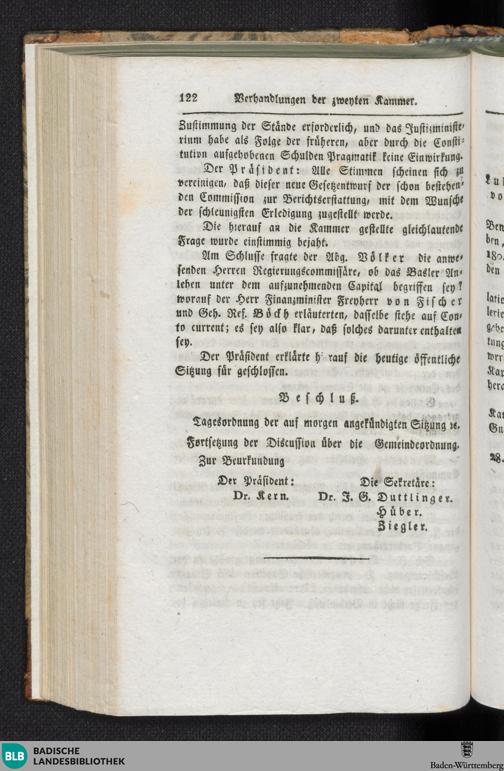 122 Verhandlungen der zweyten Kammer.
Zustimmung der Stände erforderlich, und das Justizministe-
rium habe als Folge der früheren, aber durch die Consti-
tution aufgehobenen Schulden Pragmatik keine Einwirkung.
Der Präsident: Alle Stimmen scheinen sich zu
vereinigen, daß dieser neue Gesetzentwurf der schon bestehen-
den Commission zur Berichtserstattung, mit dem Wunsche
der schleunigsten Erledigung zugestellt werde.
Die hierauf an die Kammer gestellte gleichlautende
Frage wurde einstimmig bejaht.
Am Schlusse fragte der Abg. Völker die anwe-
senden Herren Regierungscommissäre, ob das Basler An-
lehen unter dem aufzunehmenden Capital begriffen sey?
worauf der Herr Finanzminister Freyherr von Fischer
und Geh. Ref. Böckh erläuterten, dasselbe stehe auf Con-
to current; es sey also klar, daß solches darunter enthalten
sey.
Der Präsident erklärte rauf die heutige öffentliche
Sitzung für geschlossen.
Beschluß.
Tagesordnung der auf morgen angekündigten Sitzung ꝛc.
Fortsetzung der Discussion über die Gemeindeordnung.
Zur Beurkundung
Der Präsident: Die Sekretäre:
Dr. Kern. Dr. J. G. Duttlinger.
Hüber.
Ziegler.
BLB BADISCHE
LANDESBIBLIOTHEK
Baden-Württemberg